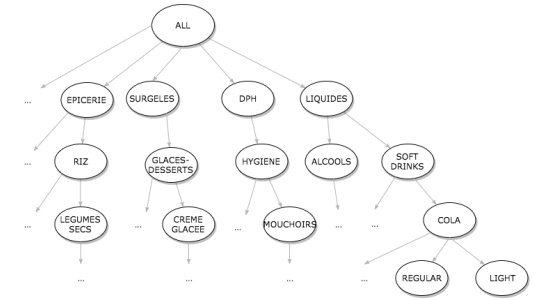 ALL
...
EPICERIE
SURGELES
DPH
LIQUIDES
...
RIZ
GLACES-
DESSERTS
HYGIENE
ALCOOLS
SOFT
DRINKS
...
LEGUMES
SECS
...
CREME
GLACEE
...
MOUCHOIRS
...
...
COLA
...
...
...
...
REGULAR
LIGHT